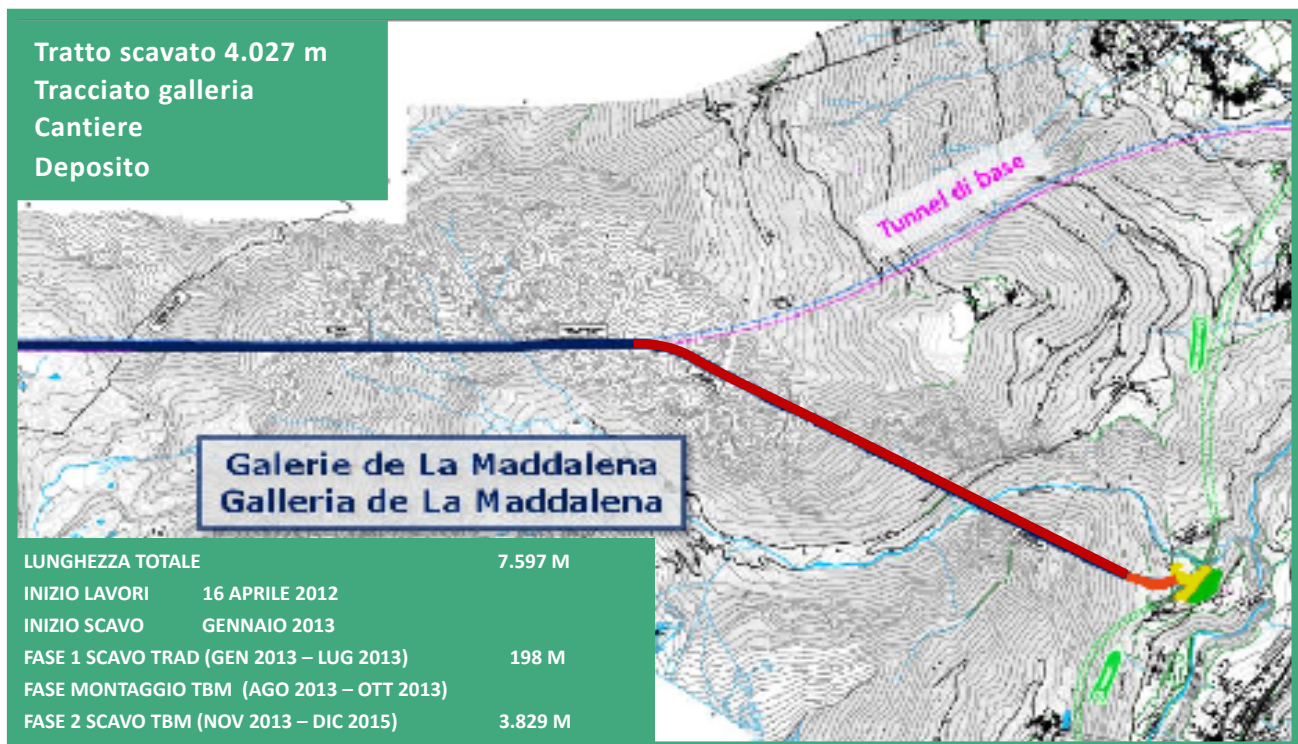 Tratto scavato 4.027 m
Tracciato galleria
Cantiere
Deposito
Tunnel di base
Galerie de La Maddalena
Galleria de La Maddalena
LUNGHEZZA TOTALE 7.597 M
INIZIO LAVORI 16 APRILE 2012
INIZIO SCAVO GENNAIO 2013
FASE 1 SCAVO TRAD (GEN 2013 – LUG 2013) 198 M
FASE MONTAGGIO TBM (AGO 2013 – OTT 2013)
FASE 2 SCAVO TBM (NOV 2013 – DIC 2015) 3.829 M